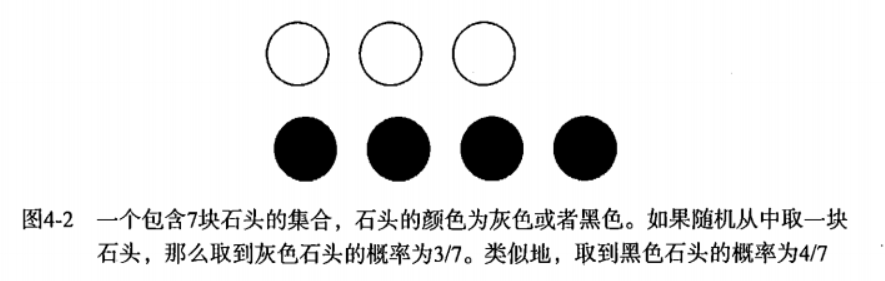 图4-2 一个包含7块石头的集合，石头的颜色为灰色或者黑色。如果随机从中取一块
石头，那么取到灰色石头的概率为3/7。类似地，取到黑色石头的概率为4/7